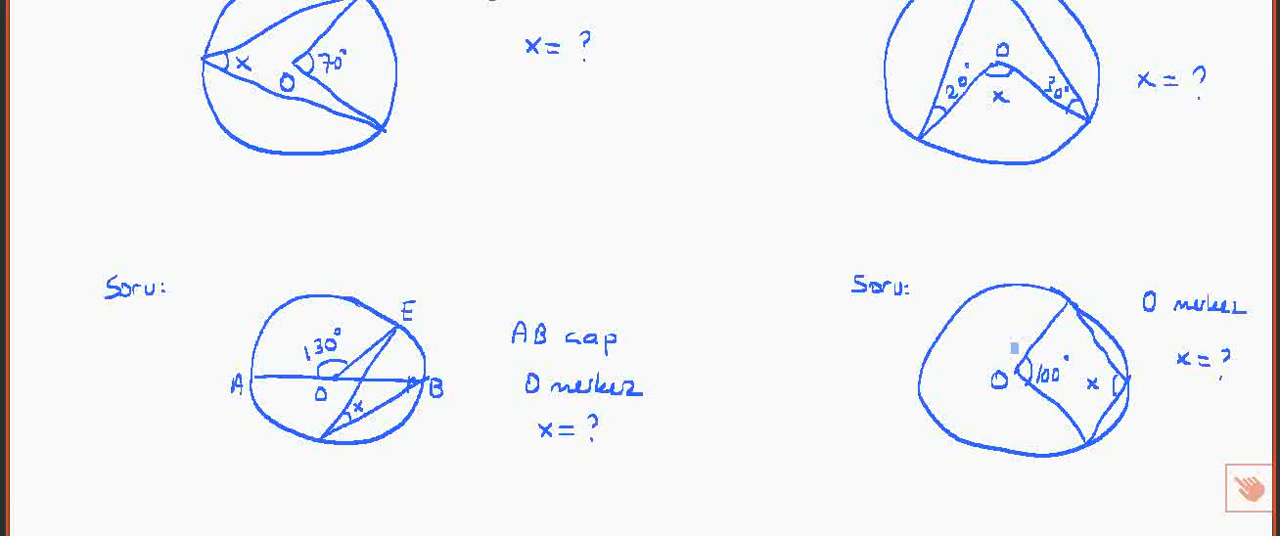 x = ?
x
70°
O
O
20°
30°
x
x = ?
Soru:
E
130°
A
O
B
x
AB çap
O merkez
x = ?
Soru:
O merkez
x = ?
O
100°
x